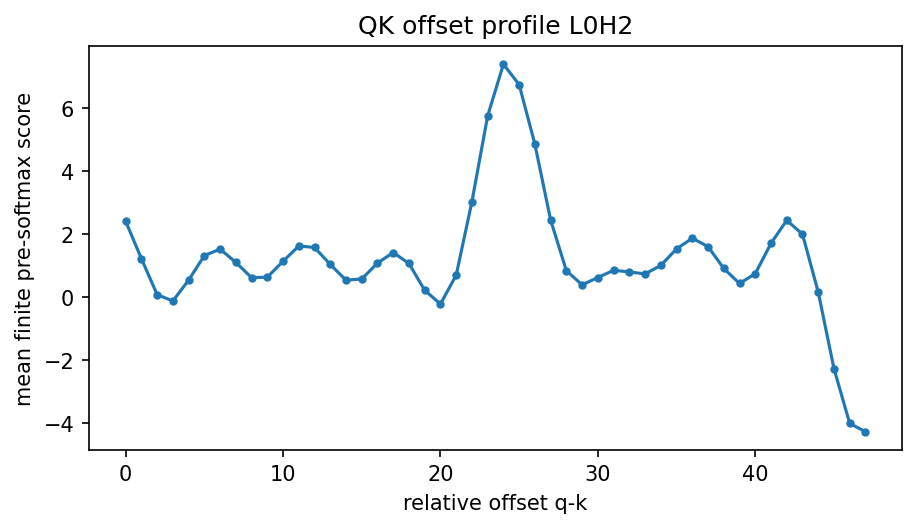 QK offset profile L0H2
mean finite pre-softmax score
6
4
2
0
−2
−4
0 10 20 30 40
relative offset q-k